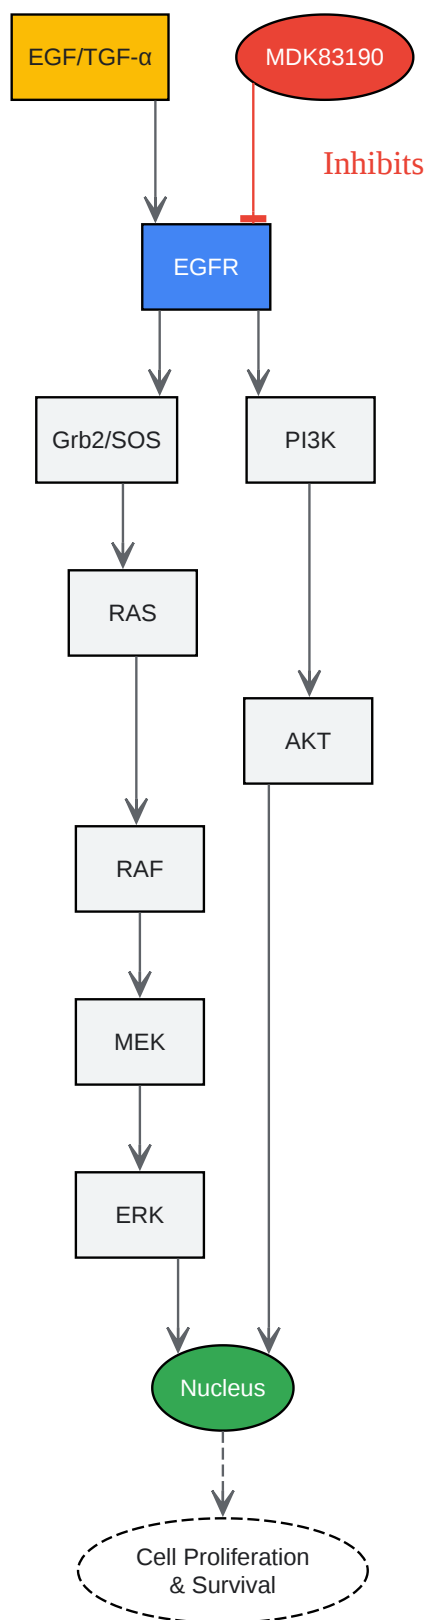 EGF/TGF-α
MDK83190
Inhibits
EGFR
Grb2/SOS
PI3K
RAS
AKT
RAF
MEK
ERK
Nucleus
Cell Proliferation
& Survival